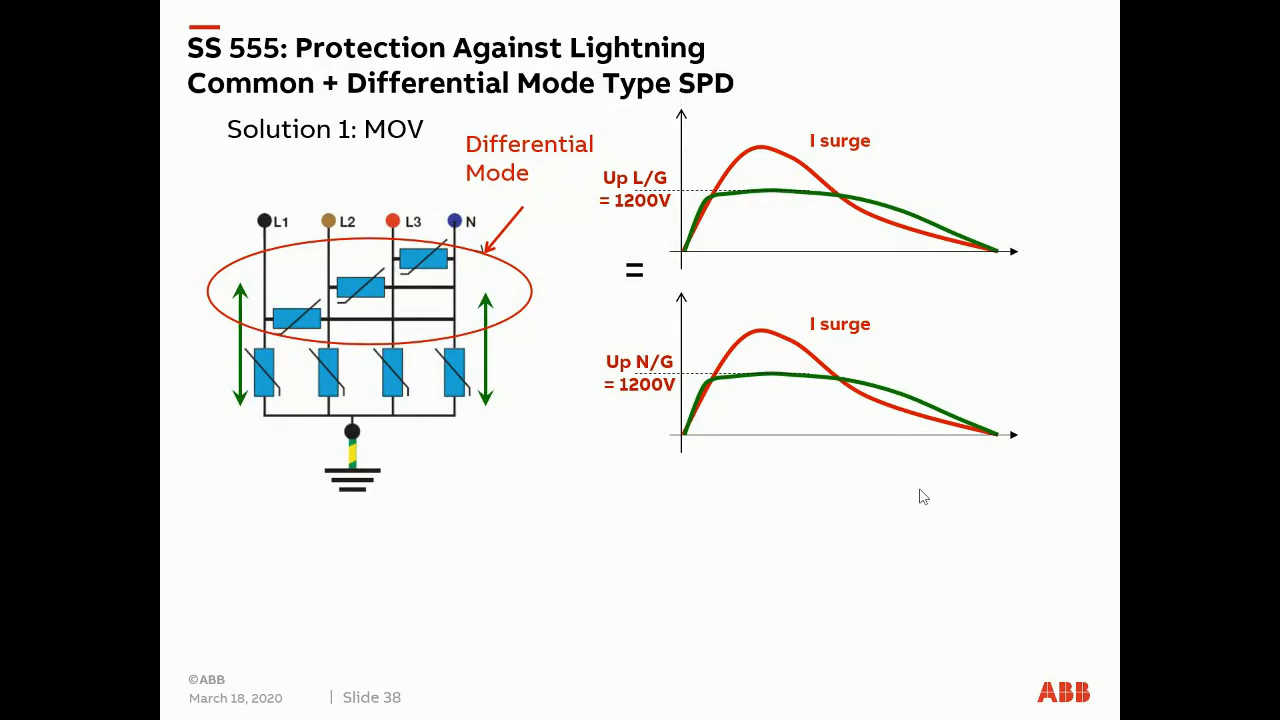 SS 555: Protection Against Lightning
Common + Differential Mode Type SPD
Solution 1: MOV
Differential
Mode
L1
L2
L3
N
Up L/G
= 1200V
I surge
=
Up N/G
= 1200V
I surge
©ABB
March 18, 2020
Slide 38
ABB